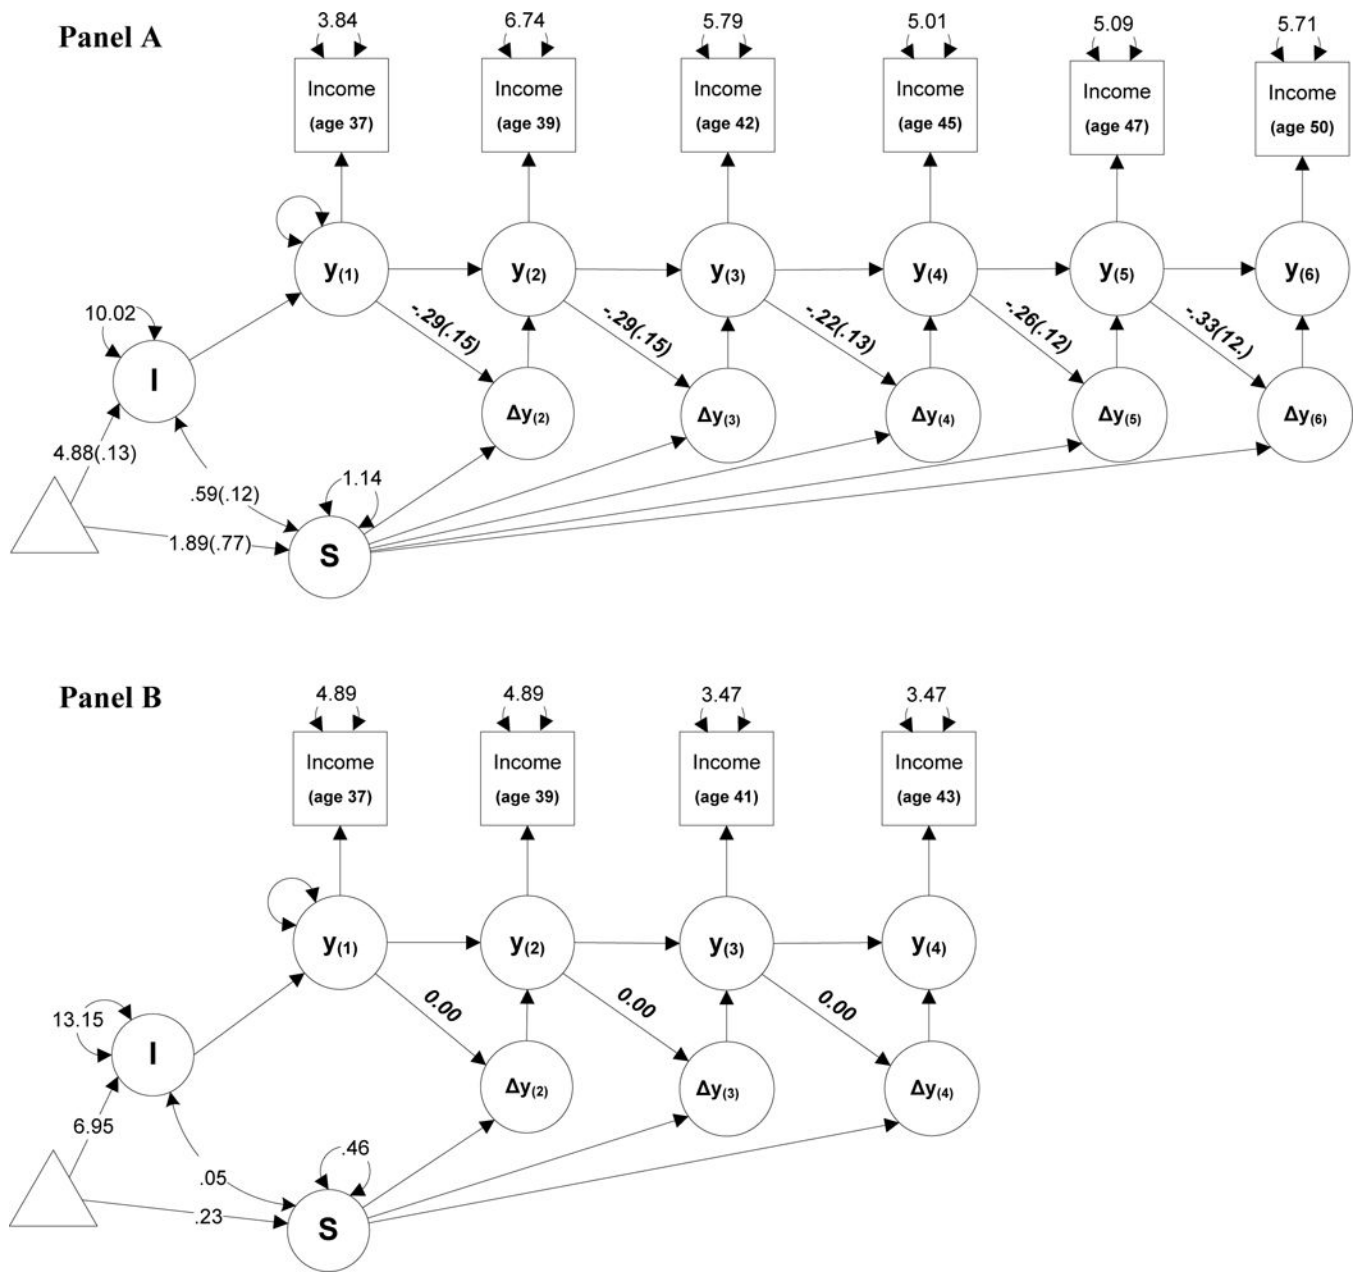 Panel A
3.84 6.74 5.79 5.01 5.09 5.71
Income Income Income Income Income Income
(age 37) (age 39) (age 42) (age 45) (age 47) (age 50)
y(1) y(2) y(3) y(4) y(5) y(6)
-.29(.15) -.29(.15) -.22(.13) -.26(.12) -.33(12.)
10.02
I
Δy(2) Δy(3) Δy(4) Δy(5) Δy(6)
4.88(.13)
.59(.12) 1.14
1.89(.77) S
Panel B
4.89 4.89 3.47 3.47
Income Income Income Income
(age 37) (age 39) (age 41) (age 43)
y(1) y(2) y(3) y(4)
0.00 0.00 0.00
13.15
I
Δy(2) Δy(3) Δy(4)
6.95
.05 .46
.23 S